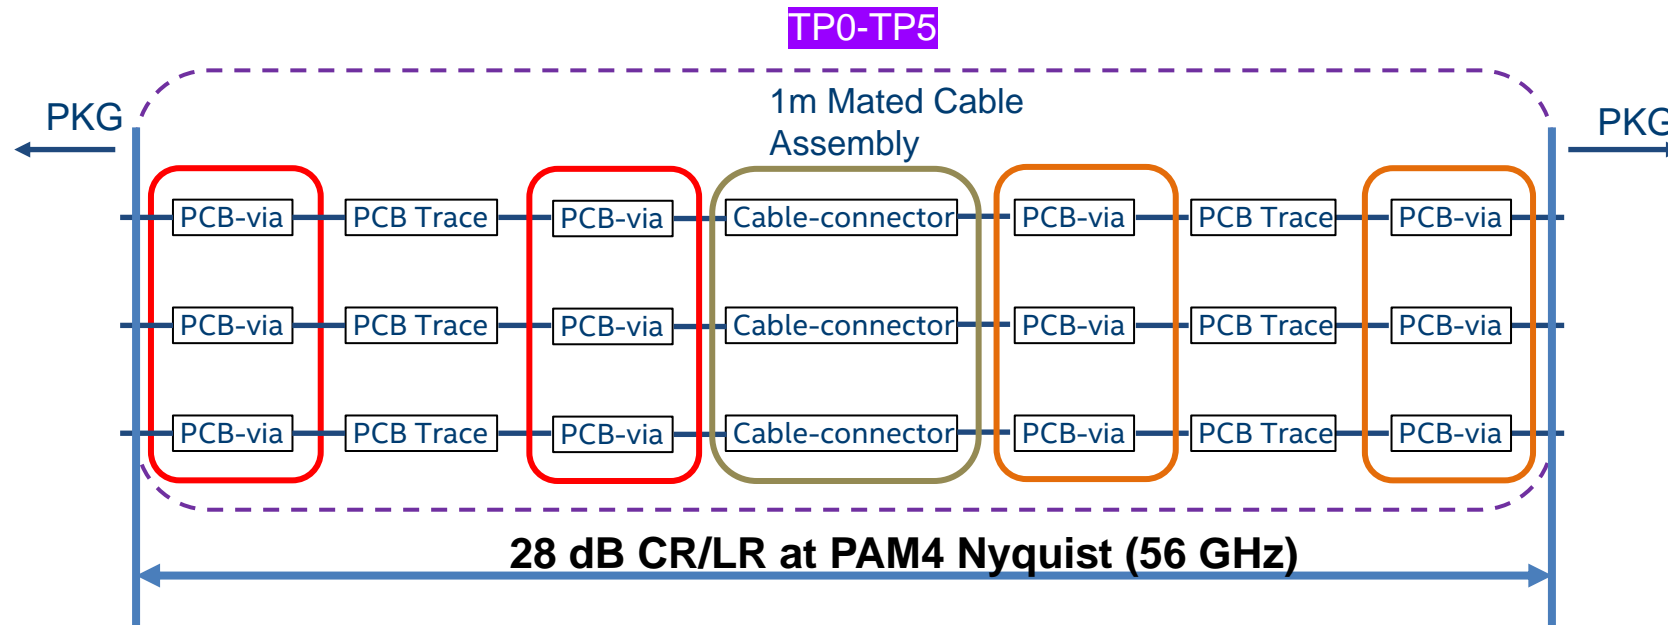 TP0-TP5
1m Mated Cable
Assembly
PKG
PKG
PCB-via PCB Trace PCB-via Cable-connector PCB-via PCB Trace PCB-via
PCB-via PCB Trace PCB-via Cable-connector PCB-via PCB Trace PCB-via
PCB-via PCB Trace PCB-via Cable-connector PCB-via PCB Trace PCB-via
28 dB CR/LR at PAM4 Nyquist (56 GHz)